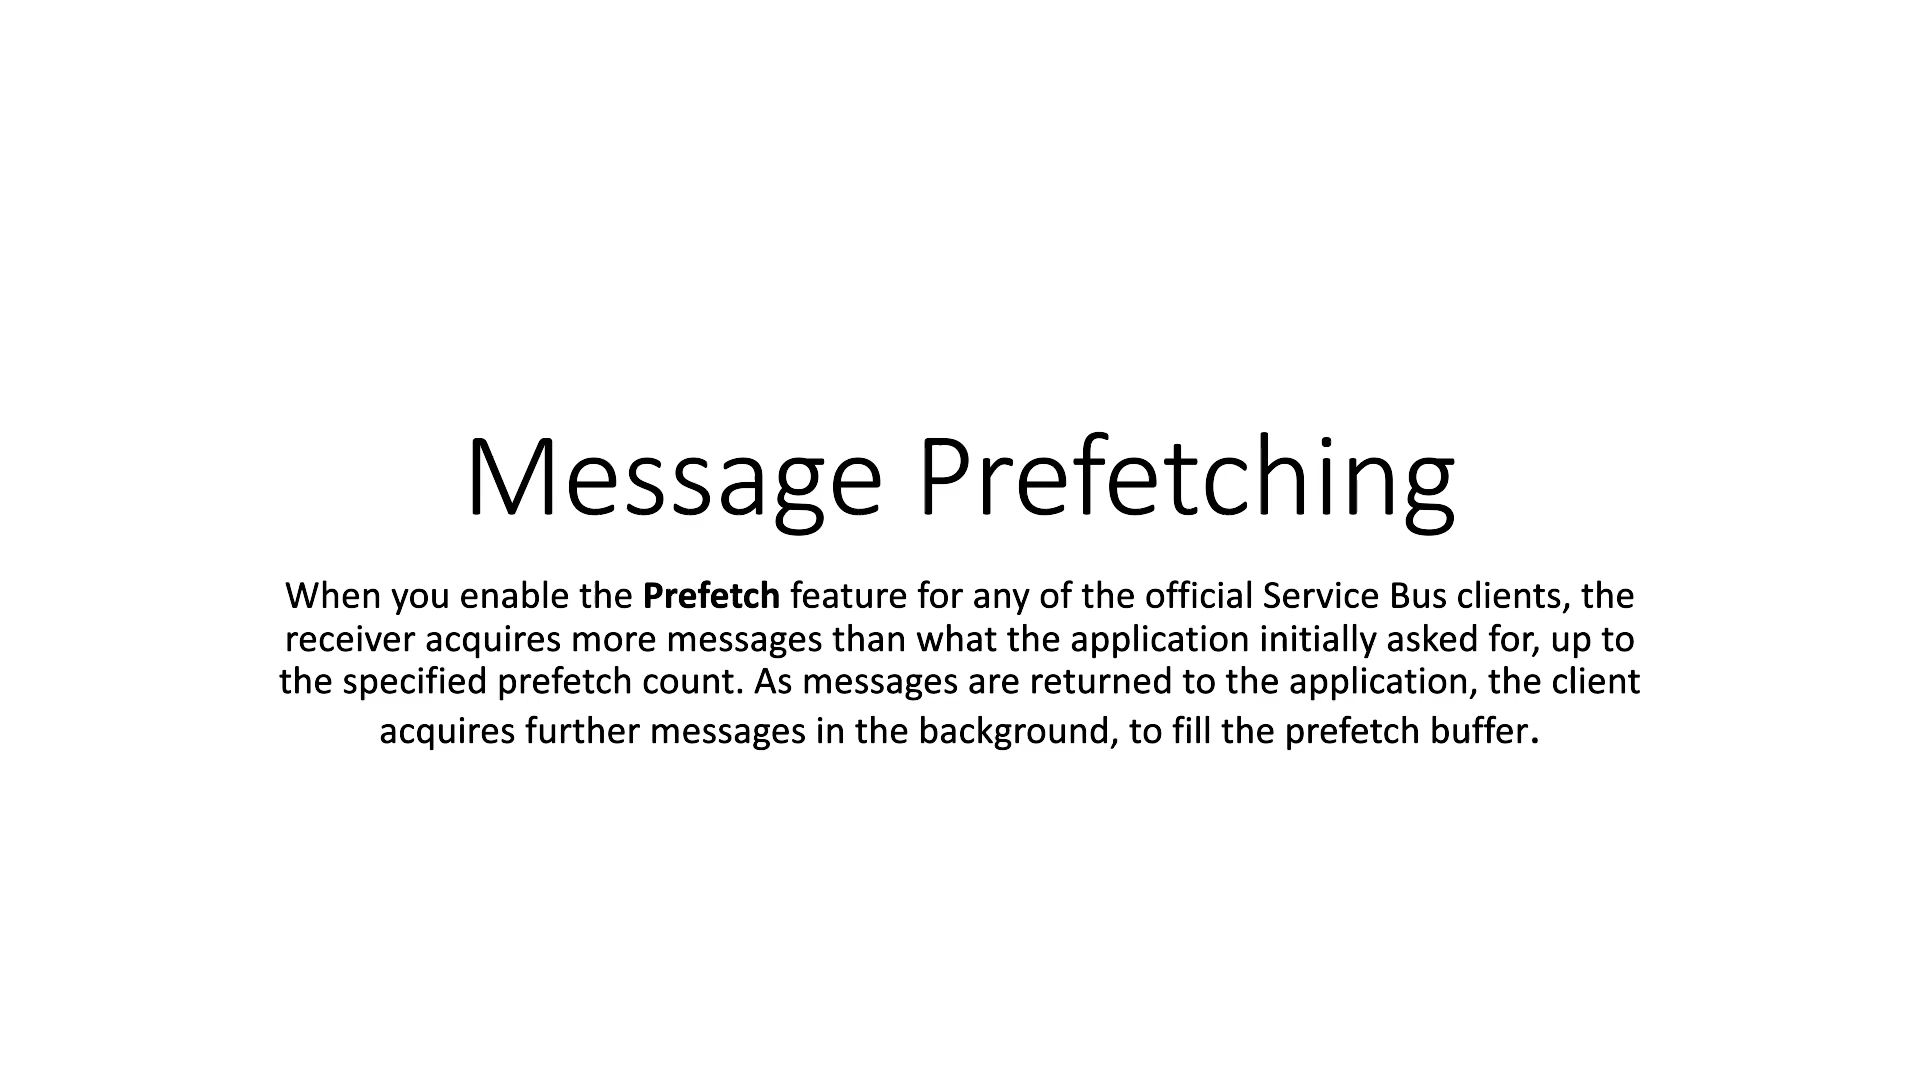 Message Prefetching
When you enable the Prefetch feature for any of the official Service Bus clients, the
receiver acquires more messages than what the application initially asked for, up to
the specified prefetch count. As messages are returned to the application, the client
acquires further messages in the background, to fill the prefetch buffer.